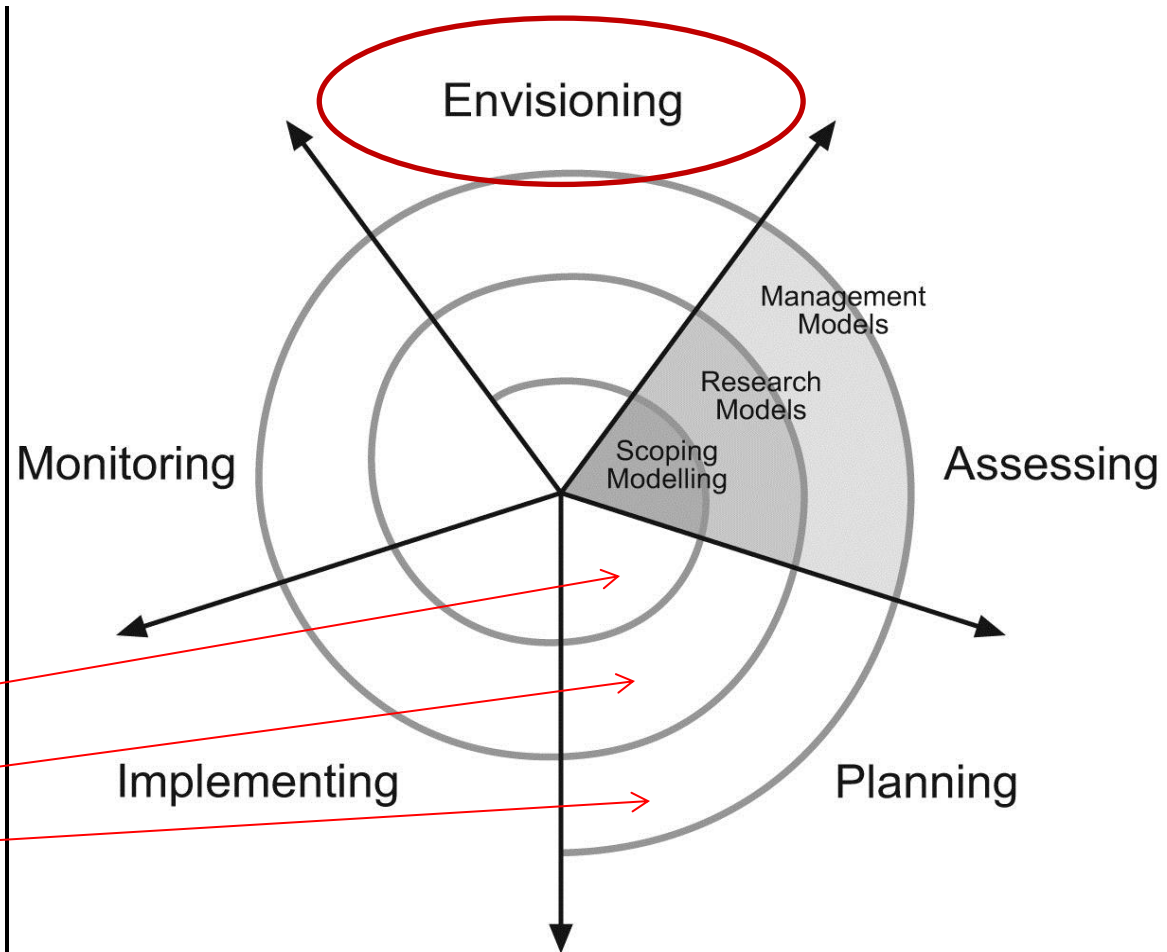 Envisioning
Management
Models
Research
Models
Scoping
Modelling
Monitoring
Assessing
Implementing
Planning